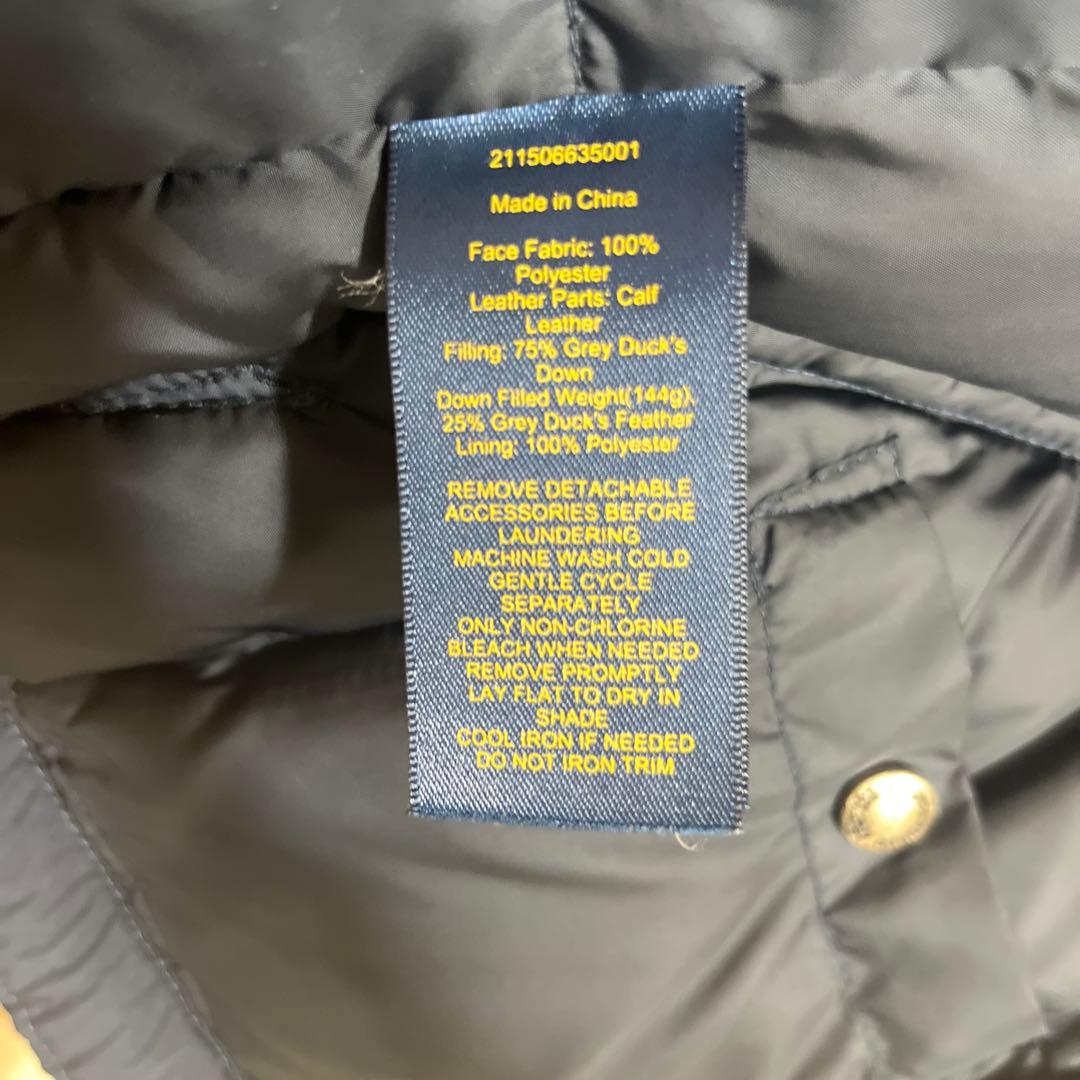 211506635001
Made in China
Face Fabric: 100%
Polyester
Leather Parts: Calf
Leather
Filling: 75% Grey Duck's
Down
Down Filled Weight(144g),
25% Grey Duck's Feather
Lining: 100% Polyester
REMOVE DETACHABLE
ACCESSORIES BEFORE
LAUNDERING
MACHINE WASH COLD
GENTLE CYCLE
SEPARATELY
ONLY NON-CHLORINE
BLEACH WHEN NEEDED
REMOVE PROMPTLY
LAY FLAT TO DRY IN
SHADE
COOL IRON IF NEEDED
DO NOT IRON TRIM